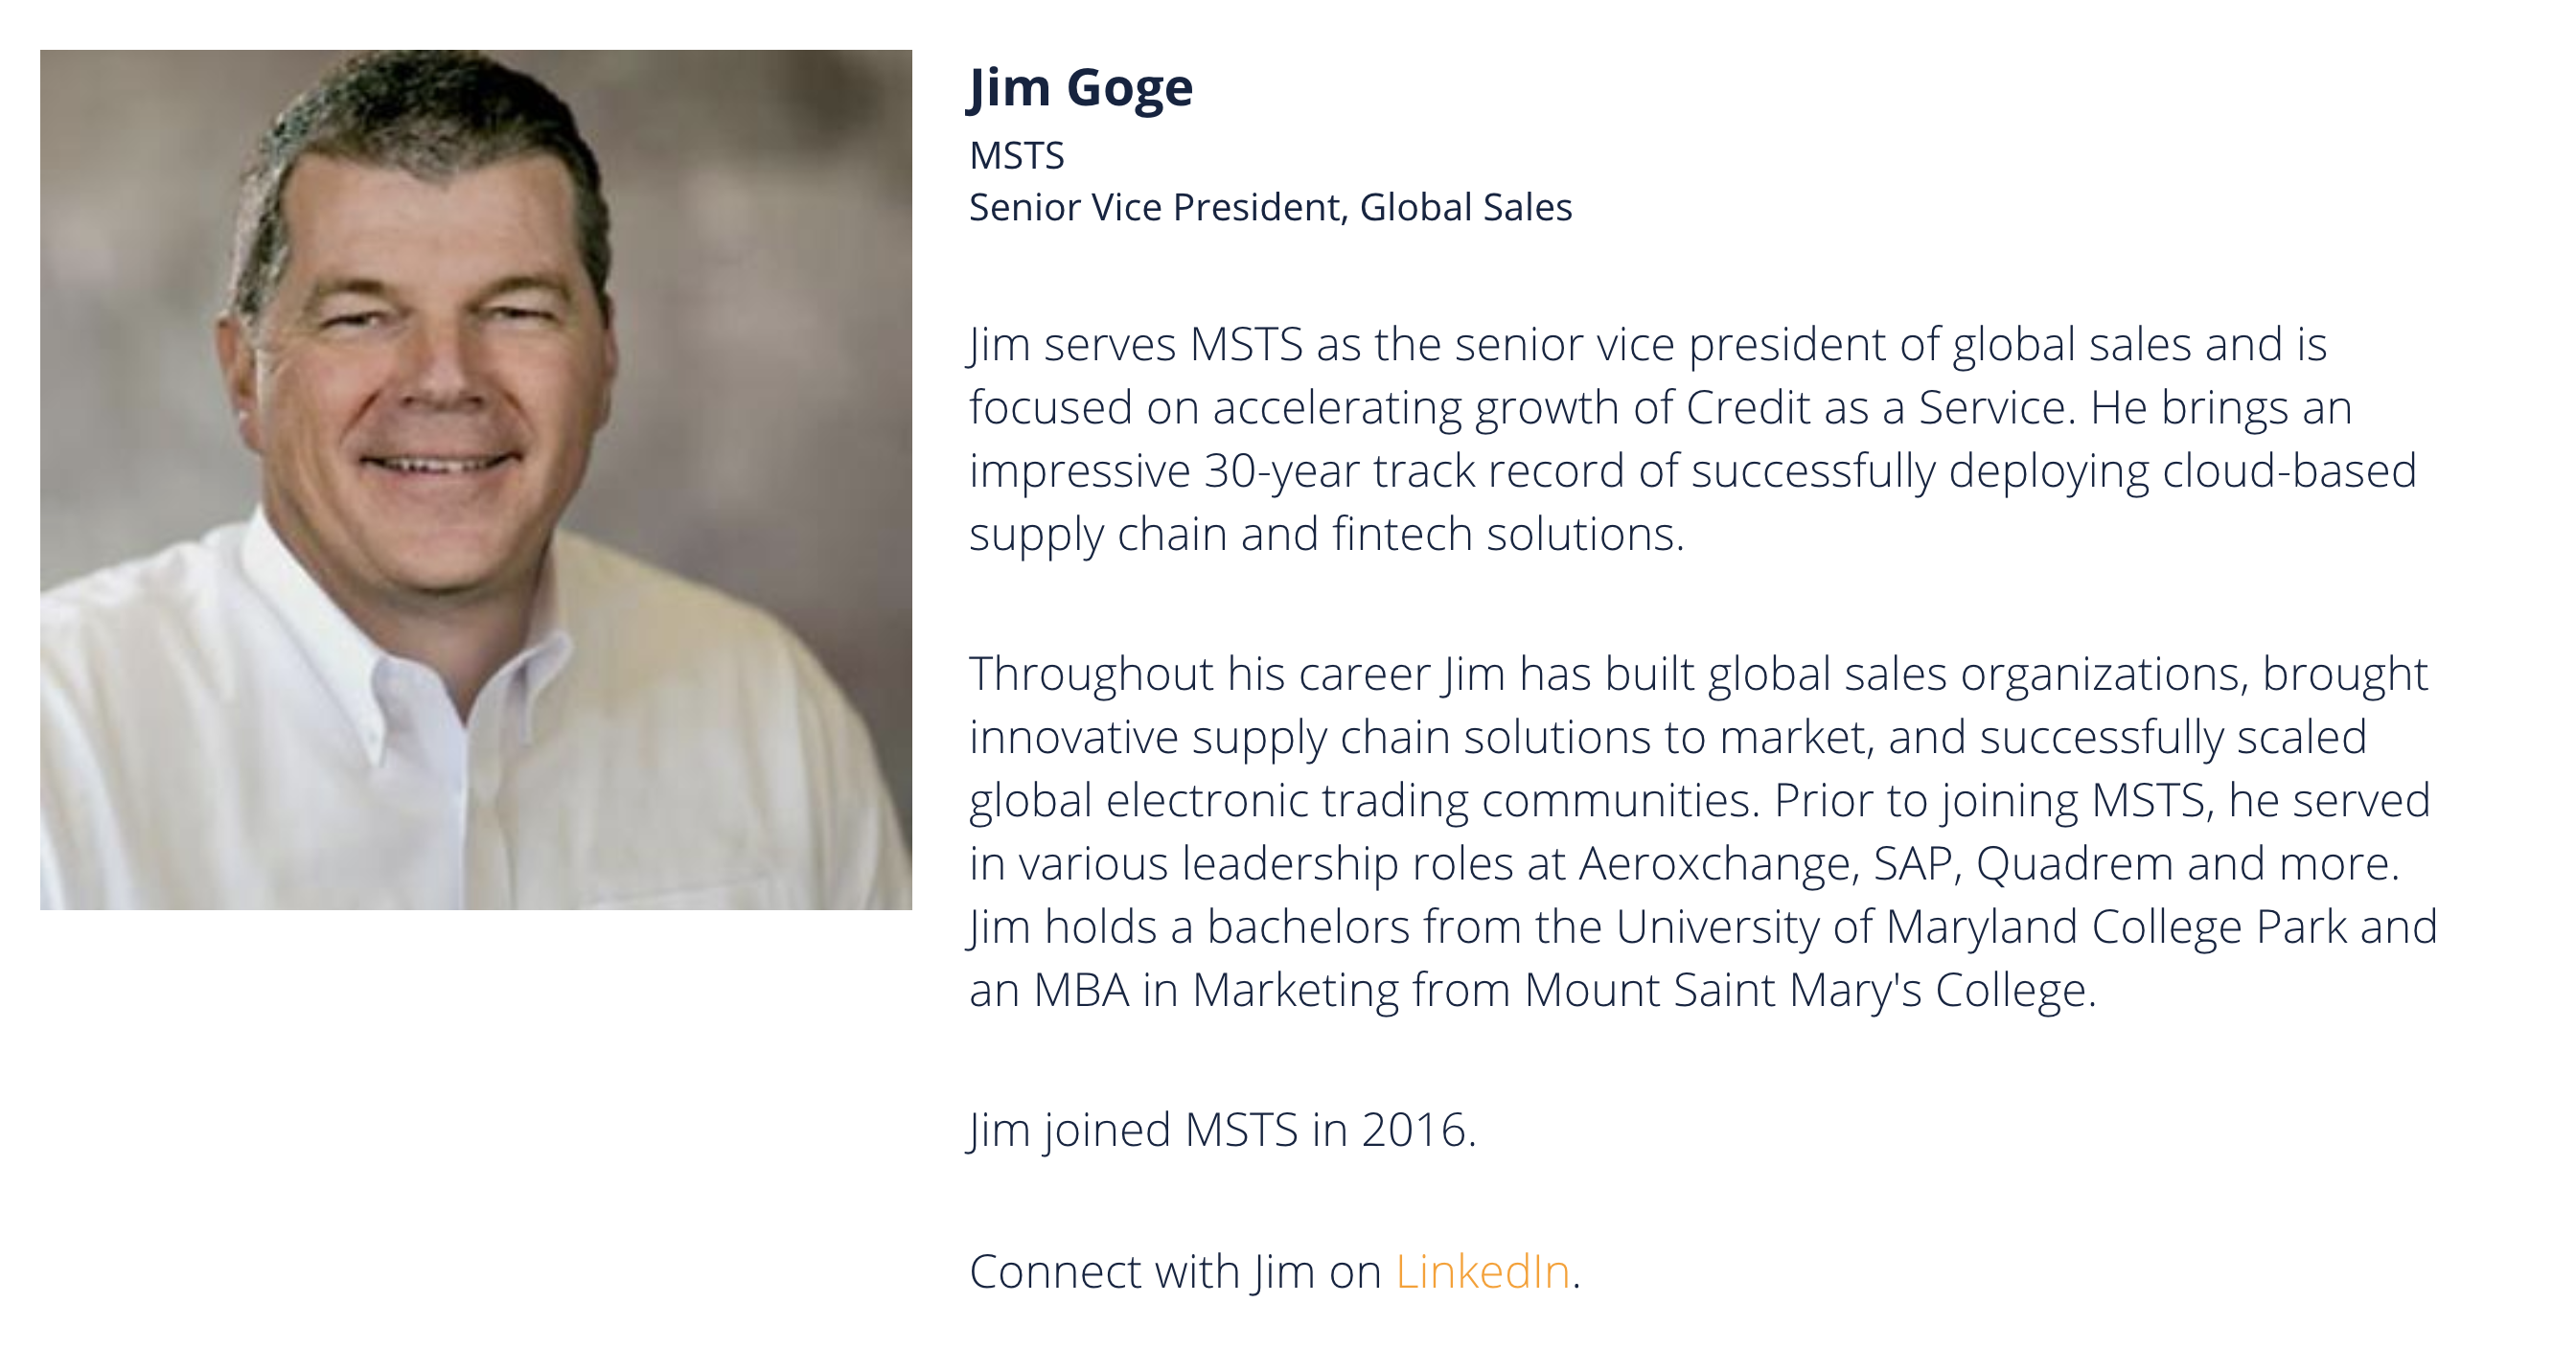 Jim Goge
MSTS
Senior Vice President, Global Sales
Jim serves MSTS as the senior vice president of global sales and is
focused on accelerating growth of Credit as a Service. He brings an
impressive 30-year track record of successfully deploying cloud-based
supply chain and fintech solutions.
Throughout his career Jim has built global sales organizations, brought
innovative supply chain solutions to market, and successfully scaled
global electronic trading communities. Prior to joining MSTS, he served
in various leadership roles at Aeroxchange, SAP, Quadrem and more.
Jim holds a bachelors from the University of Maryland College Park and
an MBA in Marketing from Mount Saint Mary's College.
Jim joined MSTS in 2016.
Connect with Jim on LinkedIn.